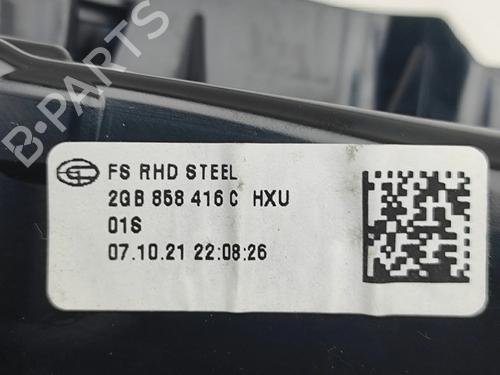 B-PARTS
FS RHD STEEL
2GB 858 416 C HXU
01S
07.10.21 22:08:26